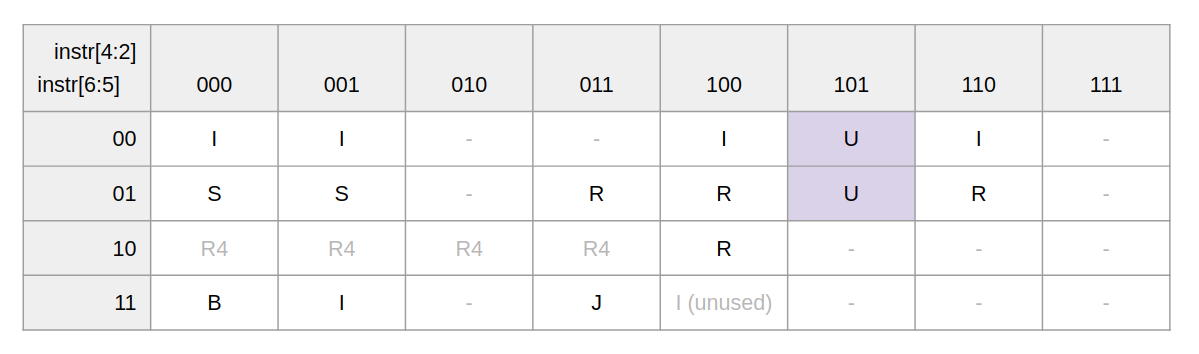 instr[4:2]
instr[6:5] 000 001 010 011 100 101 110 111
00 I I - - I U I -
01 S S - R R U R -
10 R4 R4 R4 R4 R - - -
11 B I - J I (unused) - - -